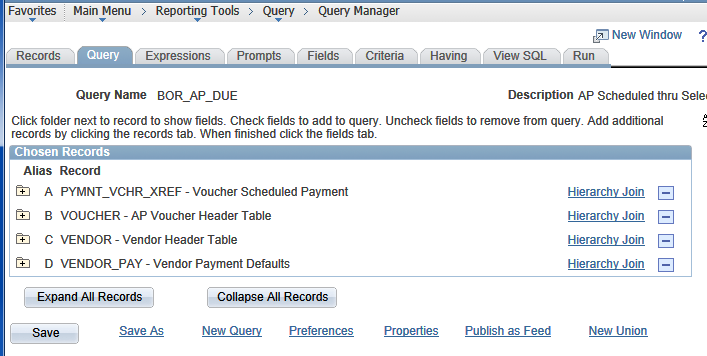 Favorites Main Menu > Reporting Tools > Query > Query Manager
New Window ?
Records Query Expressions Prompts Fields Criteria Having View SQL Run
Query Name BOR_AP_DUE Description AP Scheduled thru Sele
Click folder next to record to show fields. Check fields to add to query. Uncheck fields to remove from query. Add additional
records by clicking the records tab. When finished click the fields tab.
Chosen Records
Alias Record
A PYMNT_VCHR_XREF - Voucher Scheduled Payment Hierarchy Join
B VOUCHER - AP Voucher Header Table Hierarchy Join
C VENDOR - Vendor Header Table Hierarchy Join
D VENDOR_PAY - Vendor Payment Defaults Hierarchy Join
Expand All Records Collapse All Records
Save Save As New Query Preferences Properties Publish as Feed New Union